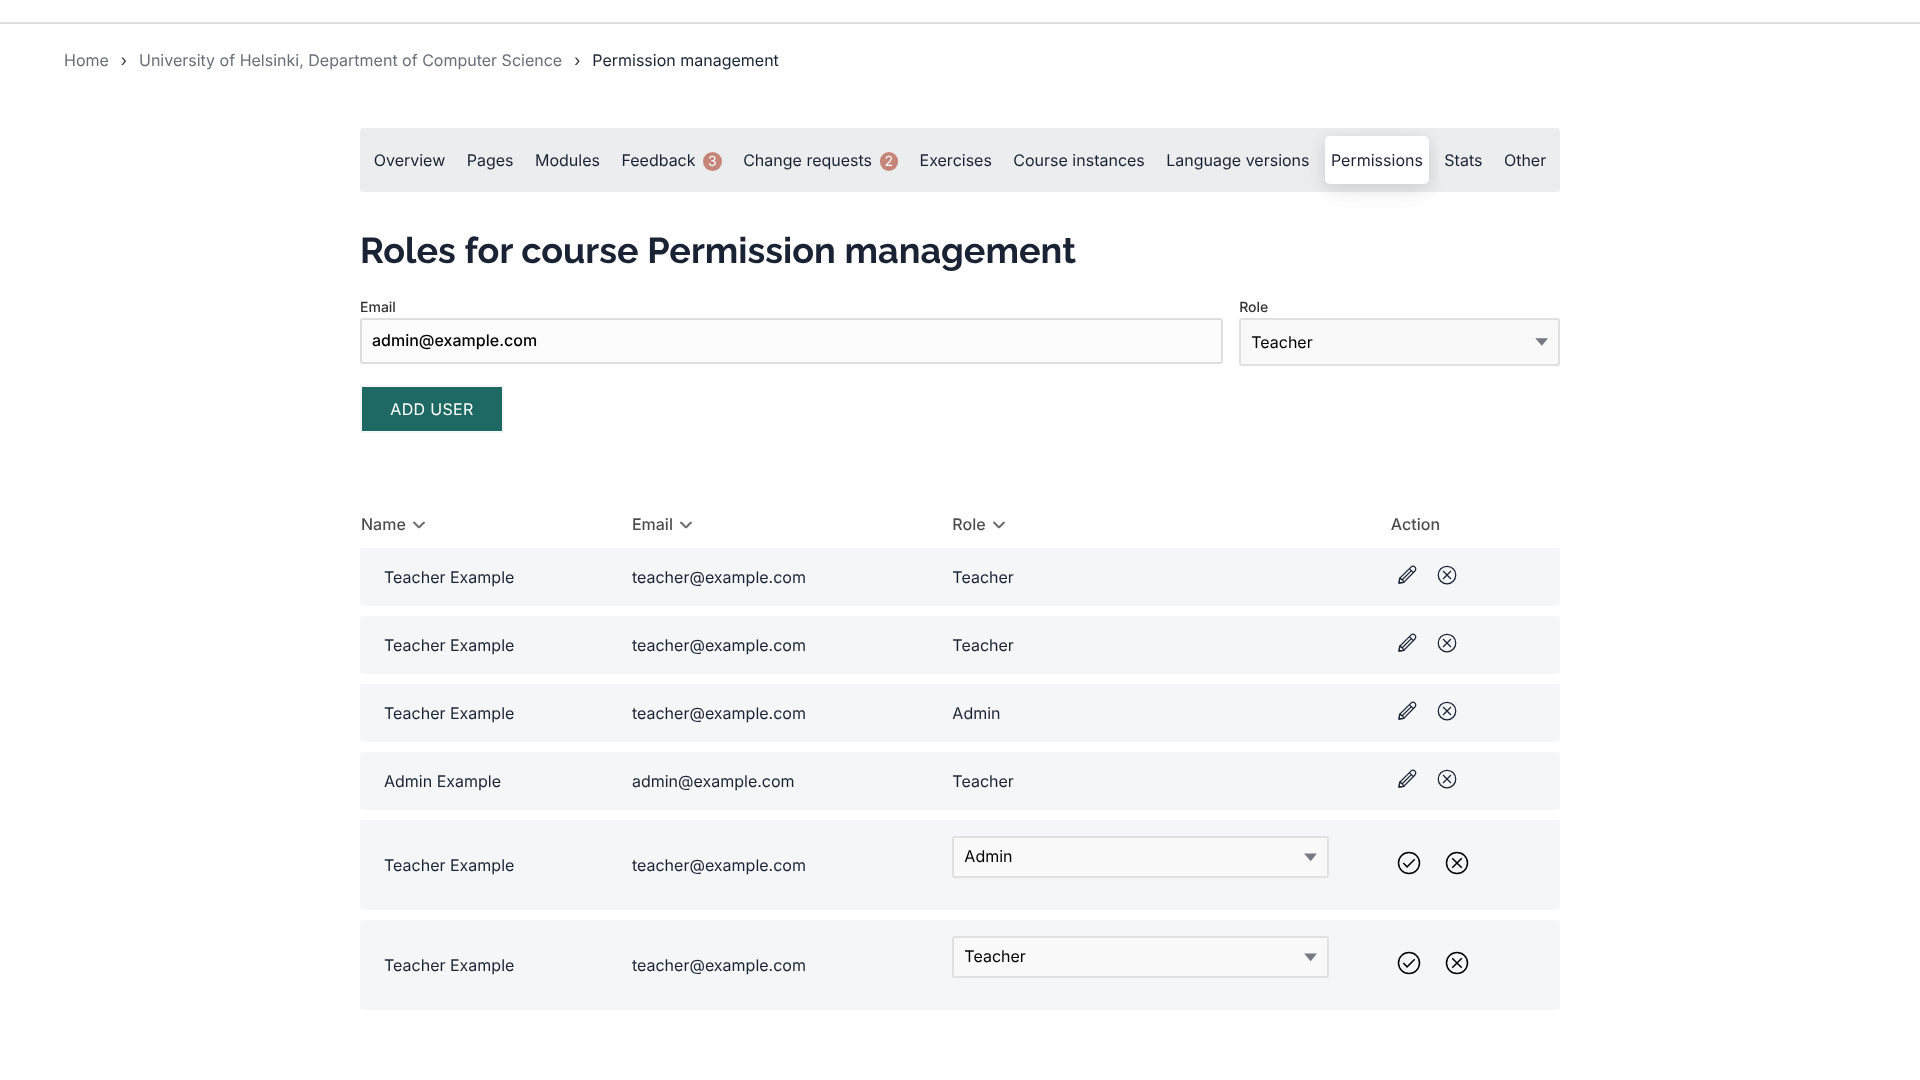 Home › University of Helsinki, Department of Computer Science › Permission management
Overview Pages Modules Feedback 3 Change requests 2 Exercises Course instances Language versions Permissions Stats Other
Roles for course Permission management
Email Role
admin@example.com Teacher
ADD USER
Name Email Role Action
Teacher Example teacher@example.com Teacher
Teacher Example teacher@example.com Teacher
Teacher Example teacher@example.com Admin
Admin Example admin@example.com Teacher
Teacher Example teacher@example.com Admin
Teacher Example teacher@example.com Teacher